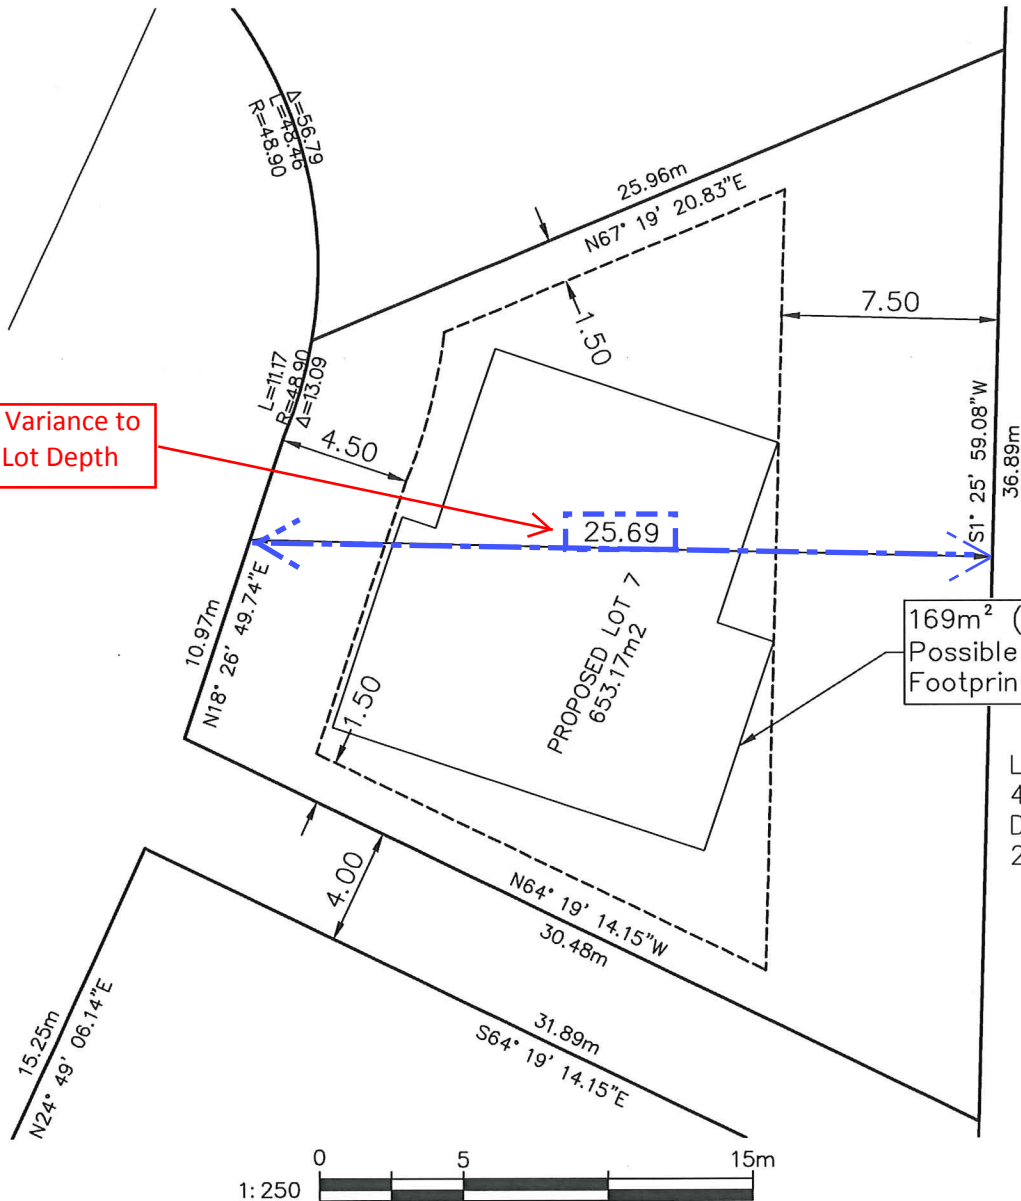 Δ=56.79
L=48.46
R=48.90
25.96m
N67° 19' 20.83"E
1.50
7.50
L=11.17
R=48.90
Δ=13.09
Variance to
Lot Depth
4.50
S1° 25' 59.08"W
36.89m
25.69
10.97m
N18° 26' 49.74"E
PROPOSED LOT 7
653.17m2
169m² (
Possible
Footprin
1.50
L
4
D
2
4.00
N64° 19' 14.15"W
30.48m
15.25m
N24° 49' 06.14"E
31.89m
S64° 19' 14.15"E
0 5 15m
1:250